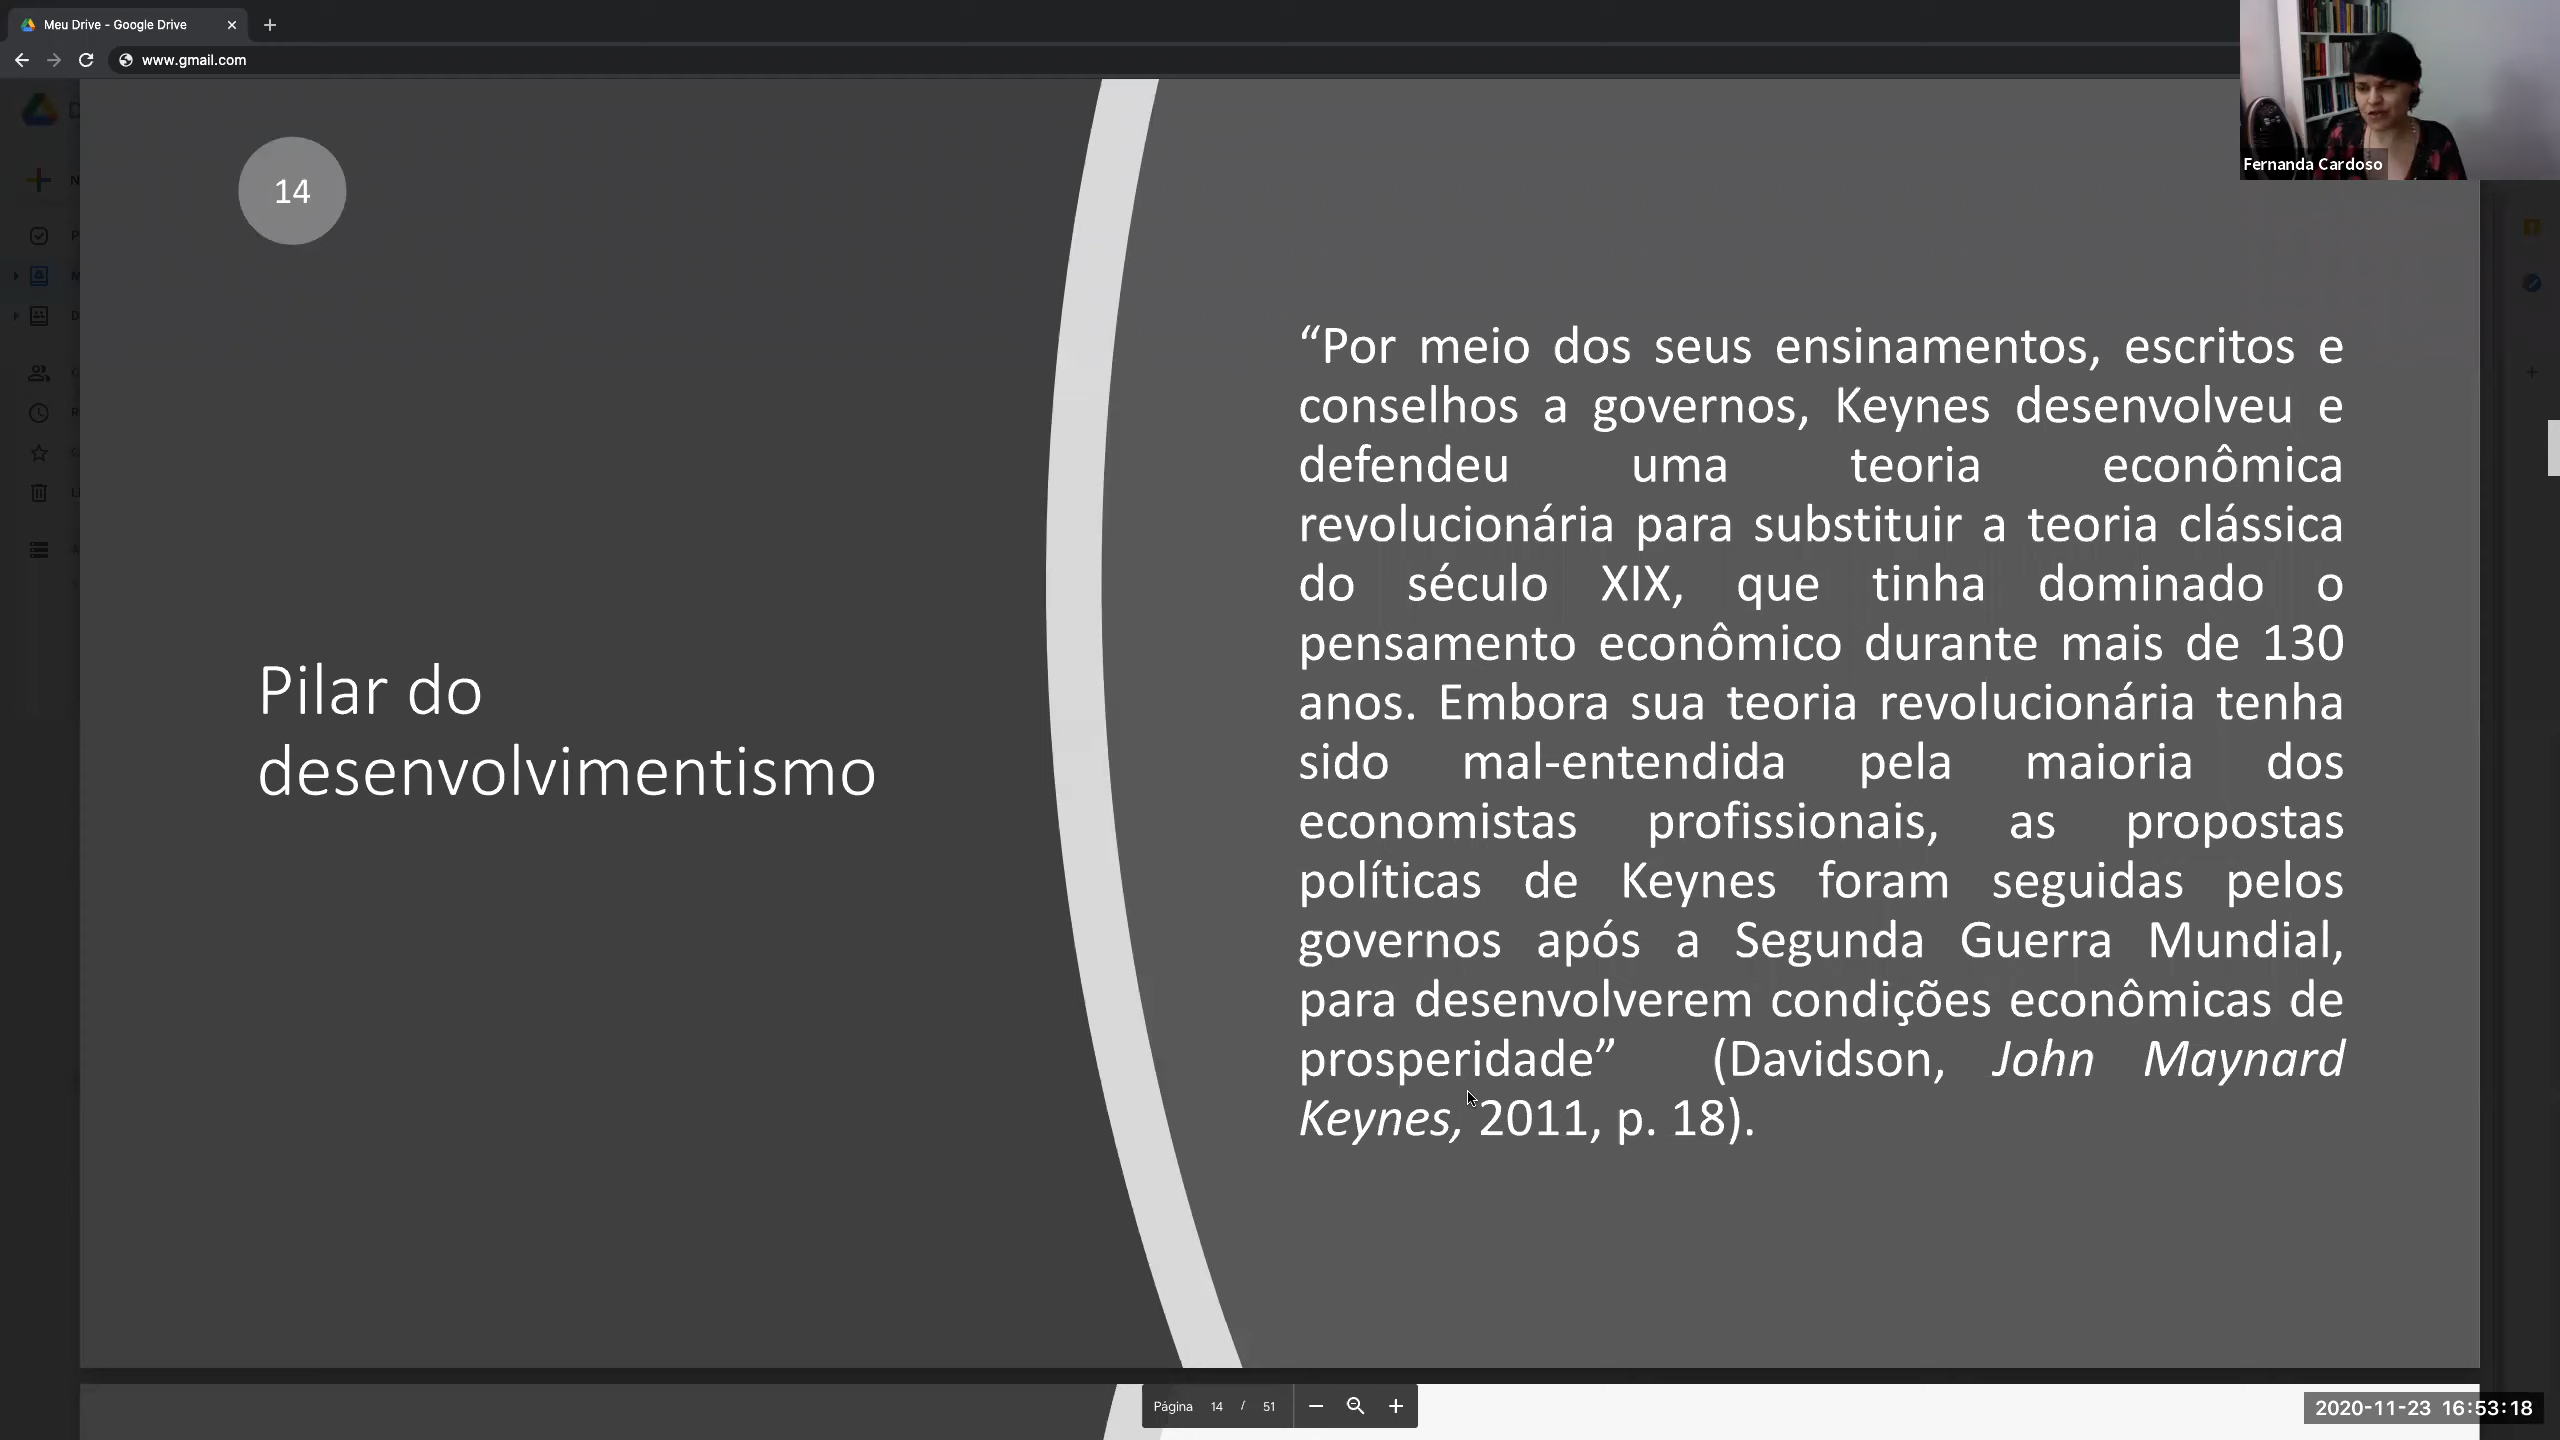 Meu Drive - Google Drive
www.gmail.com
Fernanda Cardoso
14
Pilar do
desenvolvimentismo
“Por meio dos seus ensinamentos, escritos e
conselhos a governos, Keynes desenvolveu e
defendeu uma teoria econômica
revolucionária para substituir a teoria clássica
do século XIX, que tinha dominado o
pensamento econômico durante mais de 130
anos. Embora sua teoria revolucionária tenha
sido mal-entendida pela maioria dos
economistas profissionais, as propostas
políticas de Keynes foram seguidas pelos
governos após a Segunda Guerra Mundial,
para desenvolverem condições econômicas de
prosperidade” (Davidson, John Maynard
Keynes, 2011, p. 18).
Página 14 / 51
2020-11-23 16:53:18